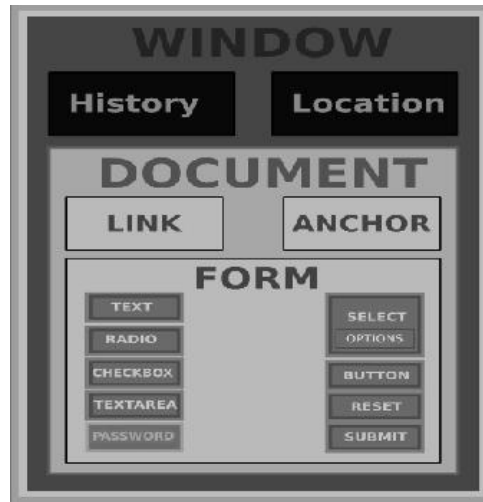 WINDOW
History Location
DOCUMENT
LINK ANCHOR
FORM
TEXT
RADIO
CHECKBOX
TEXTAREA
PASSWORD
SELECT
OPTIONS
BUTTON
RESET
SUBMIT